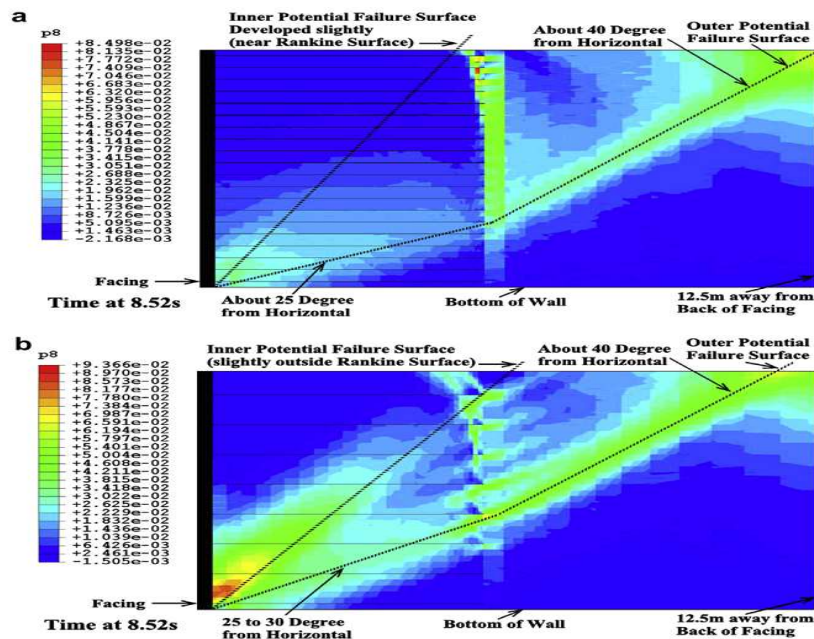 a
p8
+8.498e-02
+7.772e-02
+7.409e-02
+7.046e-02
+6.683e-02
+6.320e-02
+5.956e-02
+5.593e-02
+5.230e-02
+4.867e-02
+4.504e-02
+4.141e-02
+3.778e-02
+3.415e-02
+3.051e-02
+2.688e-02
+2.325e-02
+1.962e-02
+1.599e-02
+1.236e-02
+8.726e-03
+5.095e-03
-2.168e-03
Inner Potential Failure Surface
Developed slightly
(near Rankine Surface)
About 40 Degree
from Horizontal
Outer Potential
Failure Surface
Facing
Time at 8.52s
About 25 Degree
from Horizontal
Bottom of Wall
12.5m away from
Back of Facing
b
p8
+9.366e-02
+8.970e-02
+8.573e-02
+8.177e-02
+7.780e-02
+7.384e-02
+6.987e-02
+6.591e-02
+6.194e-02
+5.797e-02
+5.401e-02
+5.004e-02
+4.608e-02
+4.211e-02
+3.815e-02
+3.418e-02
+3.022e-02
+2.625e-02
+2.229e-02
+1.832e-02
+1.436e-02
+1.039e-02
+6.426e-03
+2.461e-03
-1.505e-03
Inner Potential Failure Surface
(slightly outside Rankine Surface)
About 40 Degree
from Horizontal
Outer Potential
Failure Surface
Facing
Time at 8.52s
25 to 30 Degree
from Horizontal
Bottom of Wall
12.5m away from
Back of Facing